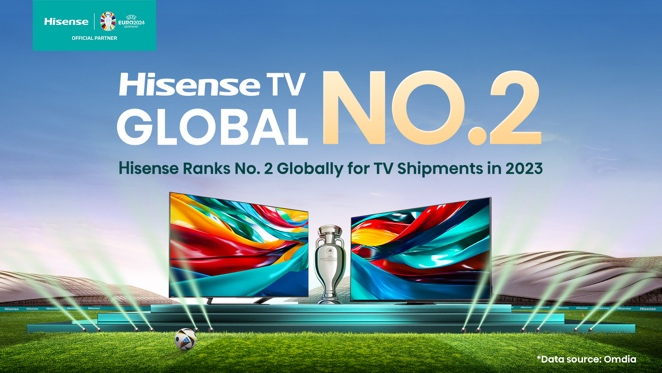 Hisense
EURO2024
OFFICIAL PARTNER
Hisense TV
GLOBAL
NO.2
Hisense Ranks No. 2 Globally for TV Shipments in 2023
*Data source: Omdia